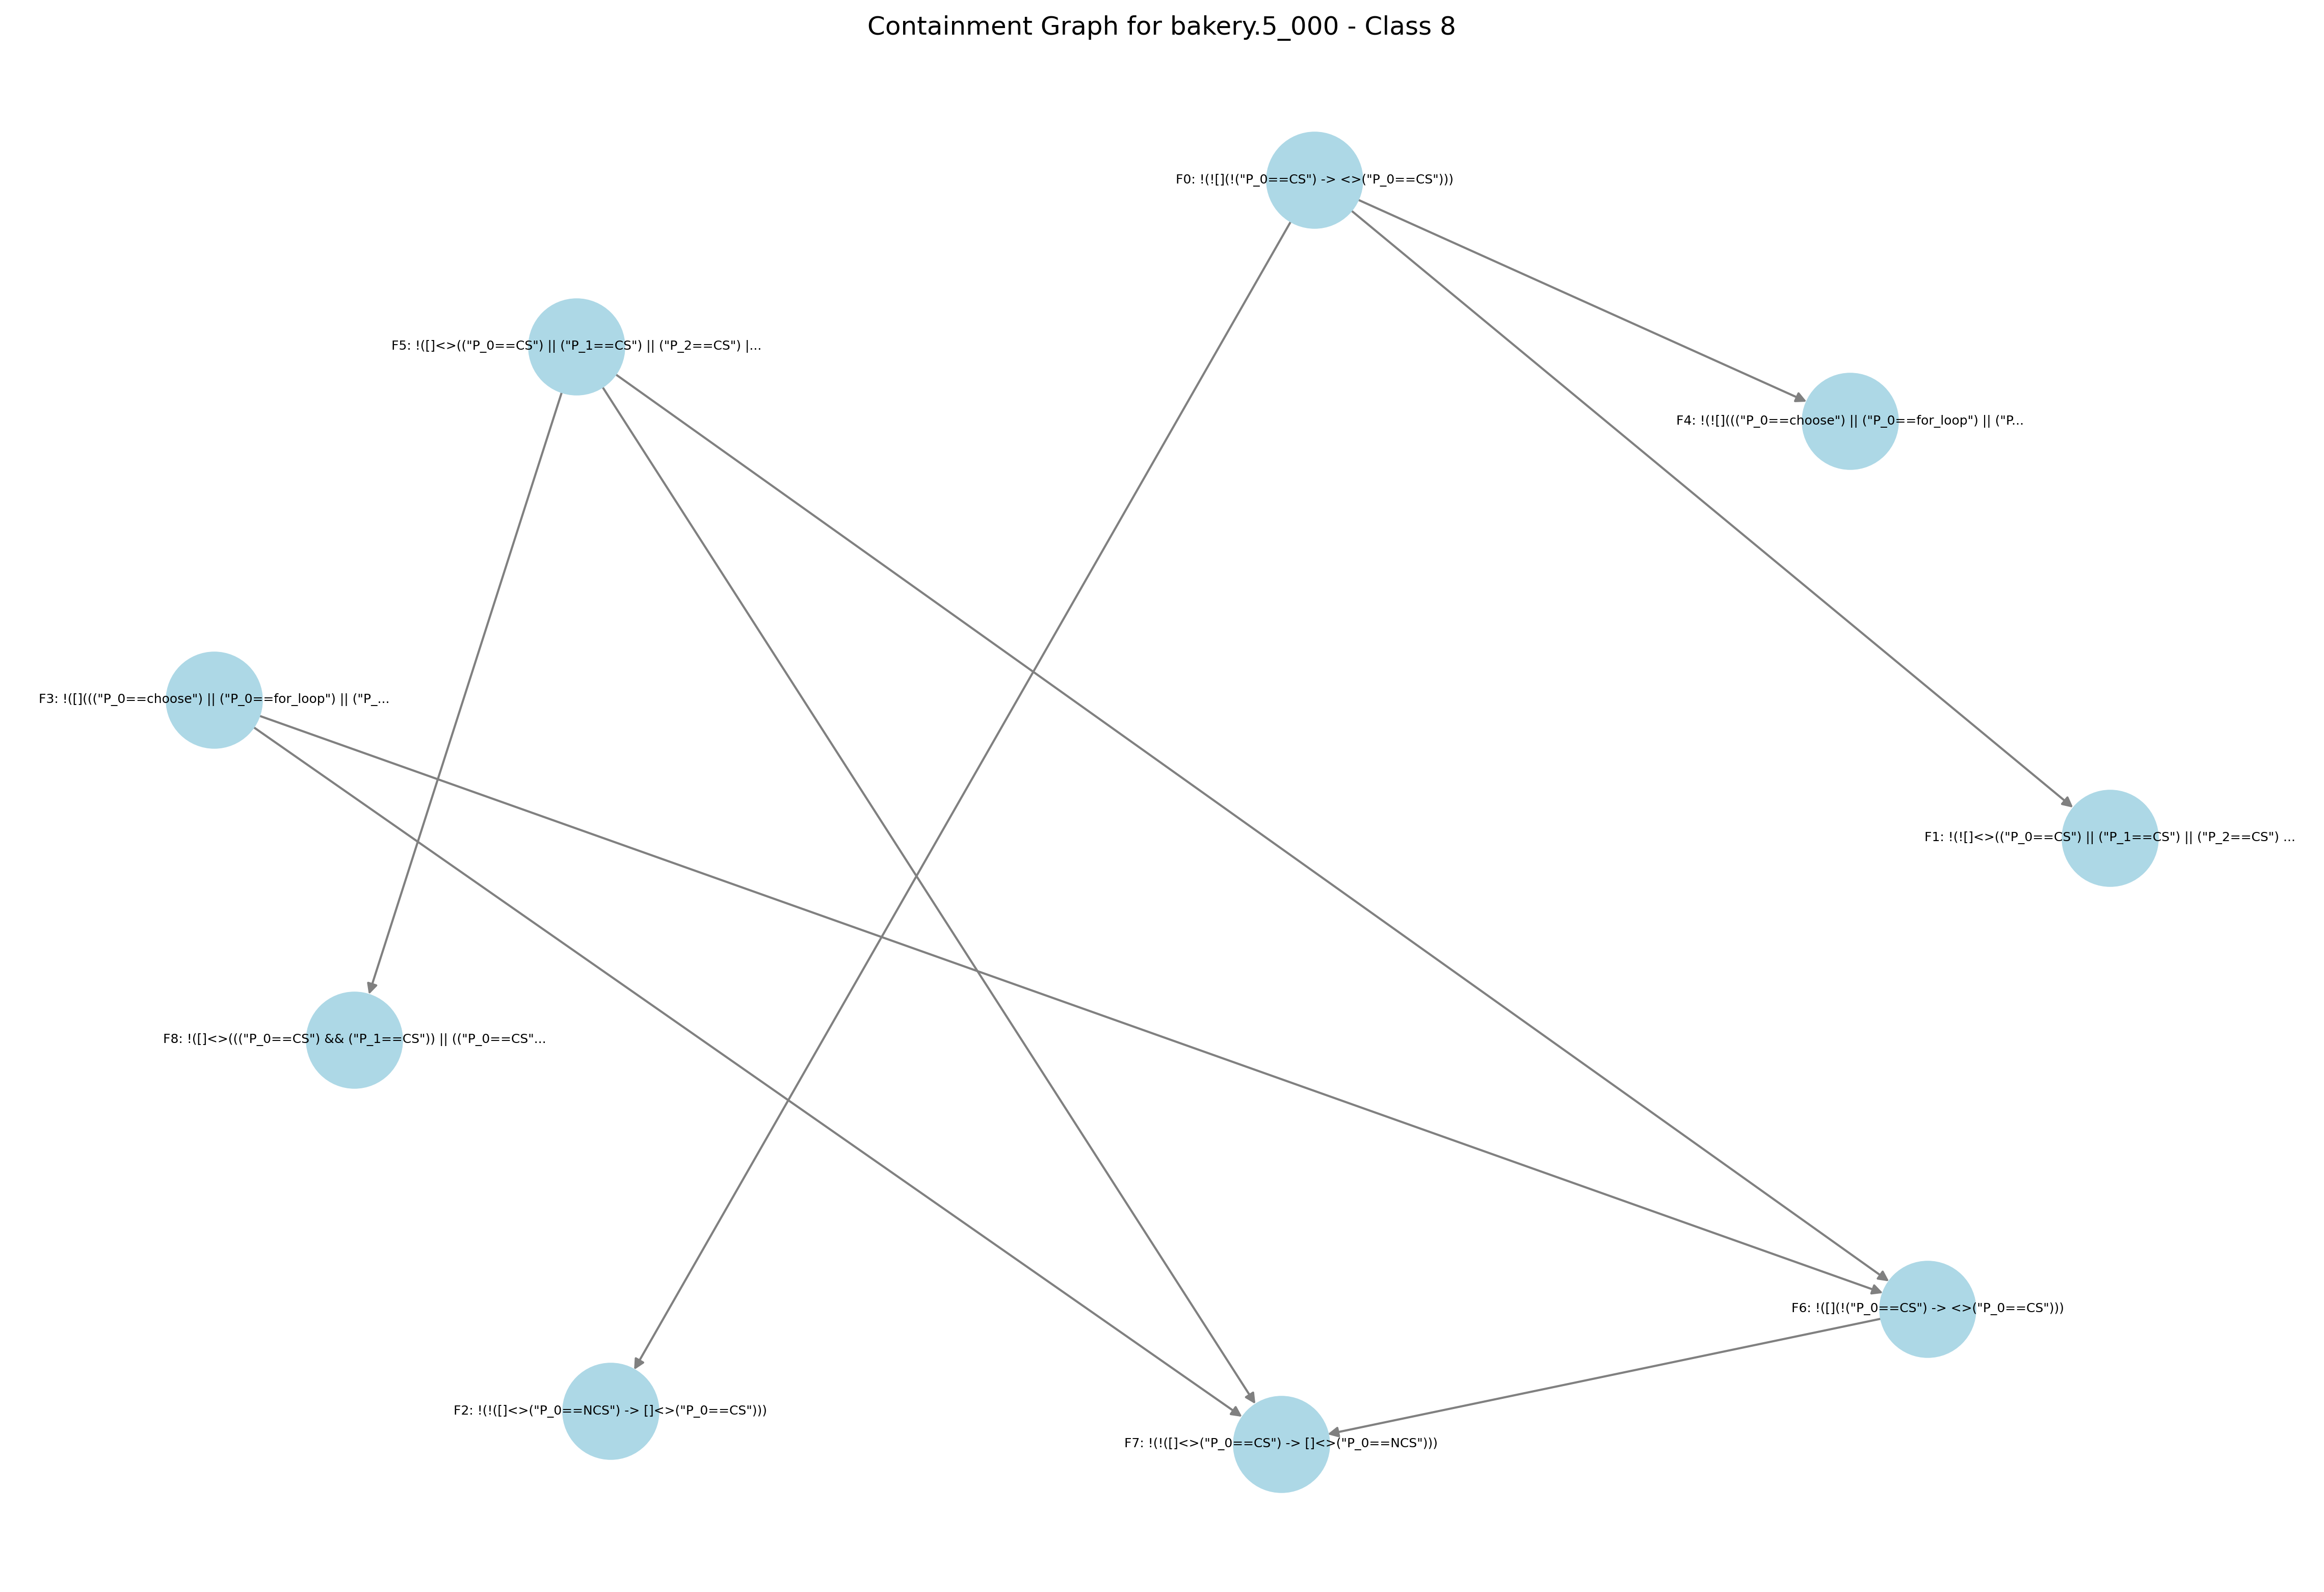 Containment Graph for bakery.5_000 - Class 8
F0: !(![](!("P_0==CS") -> <>("P_0==CS")))
F5: !([]<>(("P_0==CS") || ("P_1==CS") || ("P_2==CS") |...
F4: !(![]((("P_0==choose") || ("P_0==for_loop") || ("P...
F3: !([]((("P_0==choose") || ("P_0==for_loop") || ("P_...
F1: !(![]<>(("P_0==CS") || ("P_1==CS") || ("P_2==CS") ...
F8: !([]<>((("P_0==CS") && ("P_1==CS")) || (("P_0==CS"...
F6: !([](!("P_0==CS") -> <>("P_0==CS")))
F2: !(!([]<>("P_0==NCS") -> []<>("P_0==CS")))
F7: !(!([]<>("P_0==CS") -> []<>("P_0==NCS")))